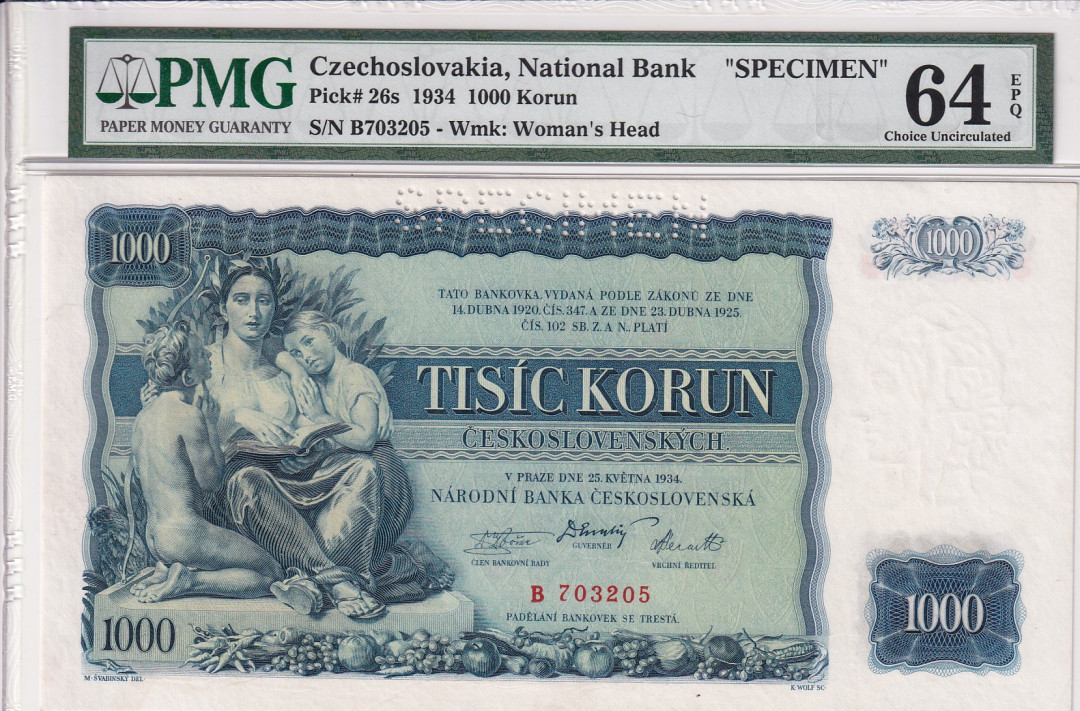 PMG
PAPER MONEY GUARANTY
Czechoslovakia, National Bank "SPECIMEN"
Pick# 26s 1934 1000 Korun
S/N B703205 - Wmk: Woman's Head
64
EPQ
Choice Uncirculated
SPECIMEN
1000
1000
TATO BANKOVKA, VYDANÁ PODLE ZÁKONŮ ZE DNE
14. DUBNA 1920, ČÍS. 347. A ZE DNE 23. DUBNA 1925.
ČÍS. 102 SB. Z. A N., PLATÍ
TISÍC KORUN
ČESKOSLOVENSKÝCH.
V PRAZE DNE 25. KVĚTNA 1934.
NÁRODNÍ BANKA ČESKOSLOVENSKÁ
ČLEN BANKOVNÍ RADY
GUVERNÉR
VRCHNÍ ŘEDITEL
B 703205
PADĚLÁNÍ BANKOVEK SE TRESTÁ.
1000
1000
M. ŠVABINSKÝ DEL.
K. WOLF SC.